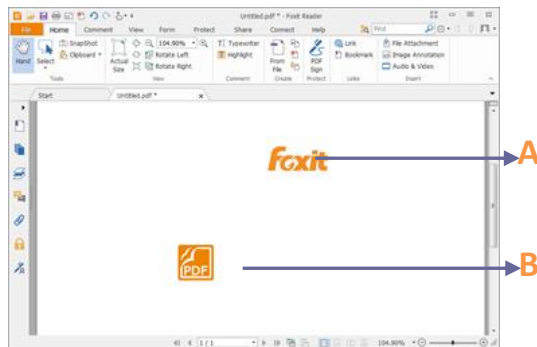 Untitled.pdf * - Foxit Reader
File Home Comment View Form Protect Share Connect Help Find
Hand Select SnapShot Clipboard Actual Size 104.90% Rotate Left Rotate Right Typewriter Highlight From File PDF Sign Link Bookmark File Attachment Image Annotation Audio & Video
Tools View Comment Create Protect Links Insert
Start Untitled.pdf *
Foxit
A
PDF
B
1 / 1 104.90%